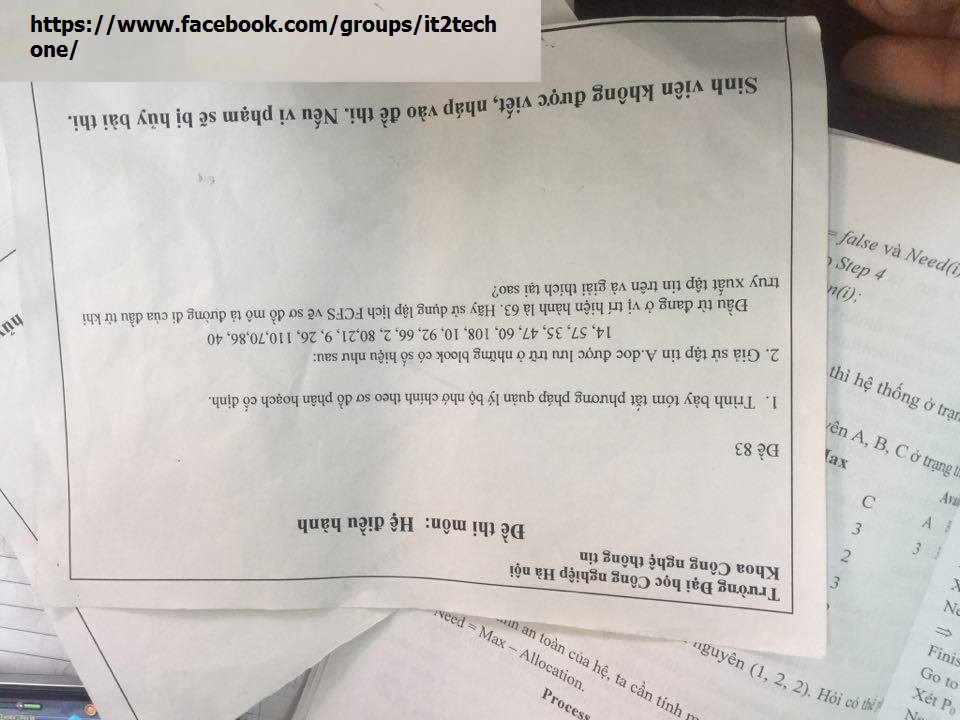 https://www.facebook.com/groups/it2tech
one/
Trường Đại học Công nghiệp Hà nội
Khoa Công nghệ thông tin
Đề thi môn: Hệ điều hành
Đề 83
1. Trình bày tóm tắt phương pháp quản lý bộ nhớ chính theo sơ đồ phân hoạch cố định.
2. Giả sử tập tin A.doc được lưu trữ ở những block có số hiệu như sau:
14, 57, 35, 47, 60, 108, 10, 92, 66, 2, 80,21, 9, 26, 110,70,86, 40
Đầu từ đang ở vị trí hiện hành là 63. Hãy sử dụng lập lịch FCFS vẽ sơ đồ mô tả đường đi của đầu từ khi
truy xuất tập tin trên và giải thích tại sao?
Sinh viên không được viết, nháp vào đề thi. Nếu vi phạm sẽ bị hủy bài thi.
= false và Need(i)
Step 4
n(i);
thì hệ thống ở trạn
yên A, B, C ở trạng th
Max
C
A
3
3
2
3
nguyên (1, 2, 2). Hỏi có thể
an toàn của hệ, ta cần tính m
Need = Max – Allocation.
Process
⇒
Finis
Go to
Xét P0